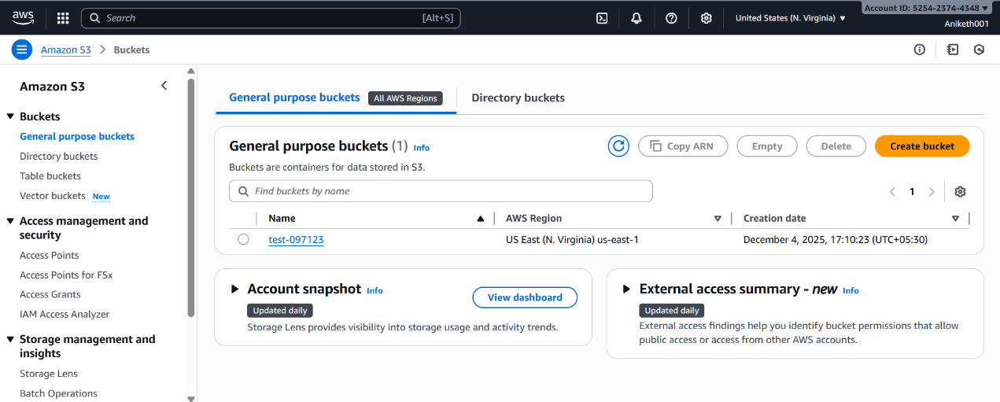 aws
Search [Alt+S]
United States (N. Virginia)
Account ID: 5254-2374-4348
Aniketh001
Amazon S3 > Buckets
Amazon S3
Buckets
General purpose buckets
Directory buckets
Table buckets
Vector buckets New
Access management and
security
Access Points
Access Points for FSx
Access Grants
IAM Access Analyzer
Storage management and
insights
Storage Lens
Batch Operations
General purpose buckets All AWS Regions Directory buckets
General purpose buckets (1) Info
Copy ARN Empty Delete Create bucket
Buckets are containers for data stored in S3.
Find buckets by name
1
Name AWS Region Creation date
test-097123 US East (N. Virginia) us-east-1 December 4, 2025, 17:10:23 (UTC+05:30)
Account snapshot Info
View dashboard
Updated daily
Storage Lens provides visibility into storage usage and activity trends.
External access summary - new Info
Updated daily
External access findings help you identify bucket permissions that allow
public access or access from other AWS accounts.